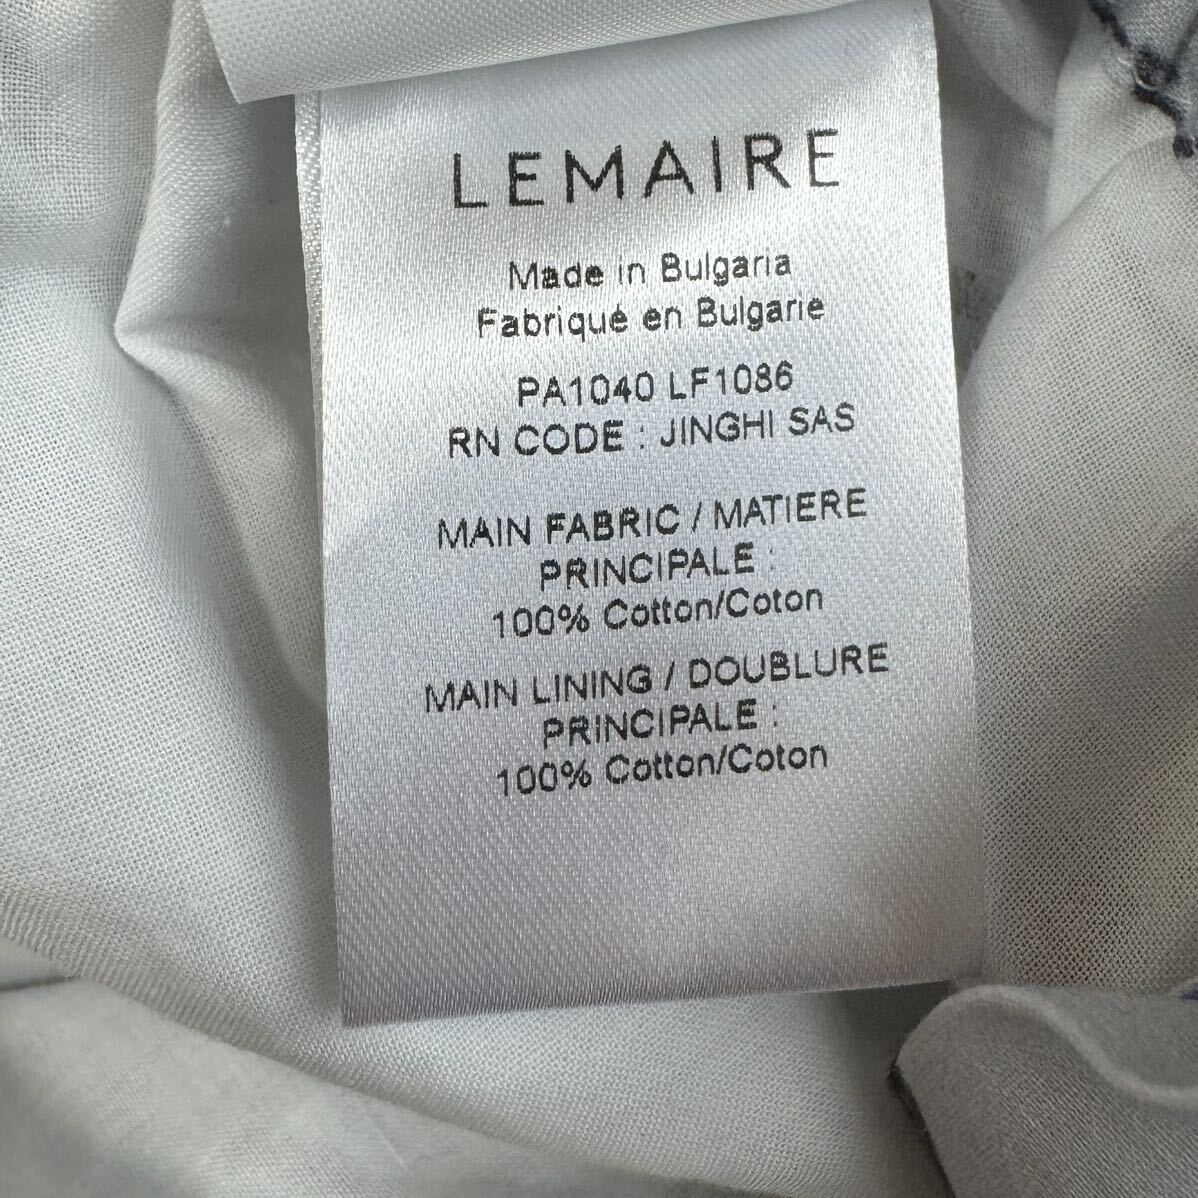 LEMAIRE
Made in Bulgaria
Fabriqué en Bulgarie
PA1040 LF1086
RN CODE : JINGHI SAS
MAIN FABRIC / MATIERE
PRINCIPALE :
100% Cotton/Coton
MAIN LINING / DOUBLURE
PRINCIPALE :
100% Cotton/Coton